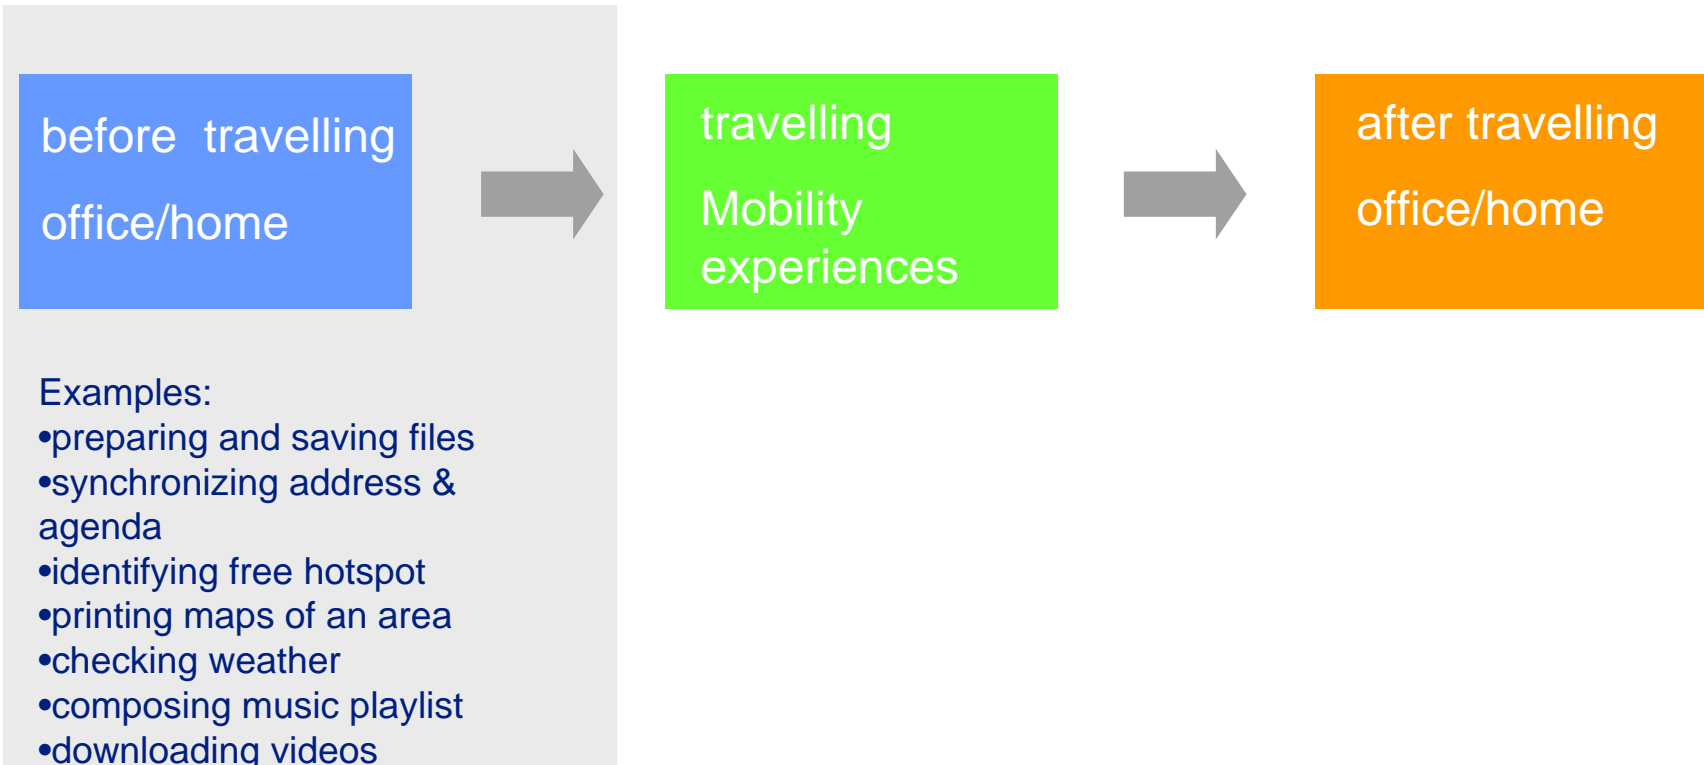 before travelling
office/home
travelling
Mobility
experiences
after travelling
office/home
Examples:
•preparing and saving files
•synchronizing address &
agenda
•identifying free hotspot
•printing maps of an area
•checking weather
•composing music playlist
•downloading videos